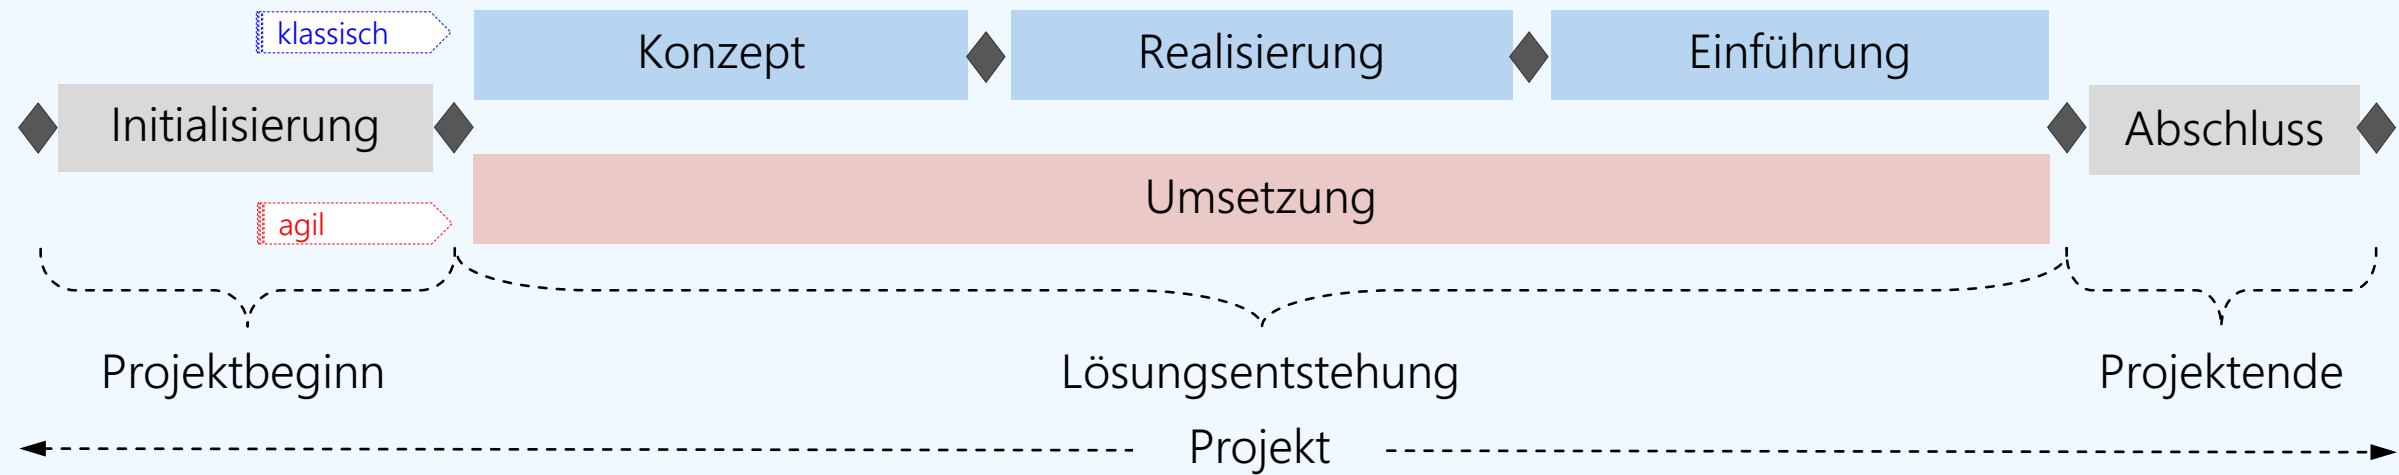 klassisch
Konzept
Realisierung
Einführung
Initialisierung
Abschluss
Umsetzung
agil
Projektbeginn
Lösungsentstehung
Projektende
Projekt